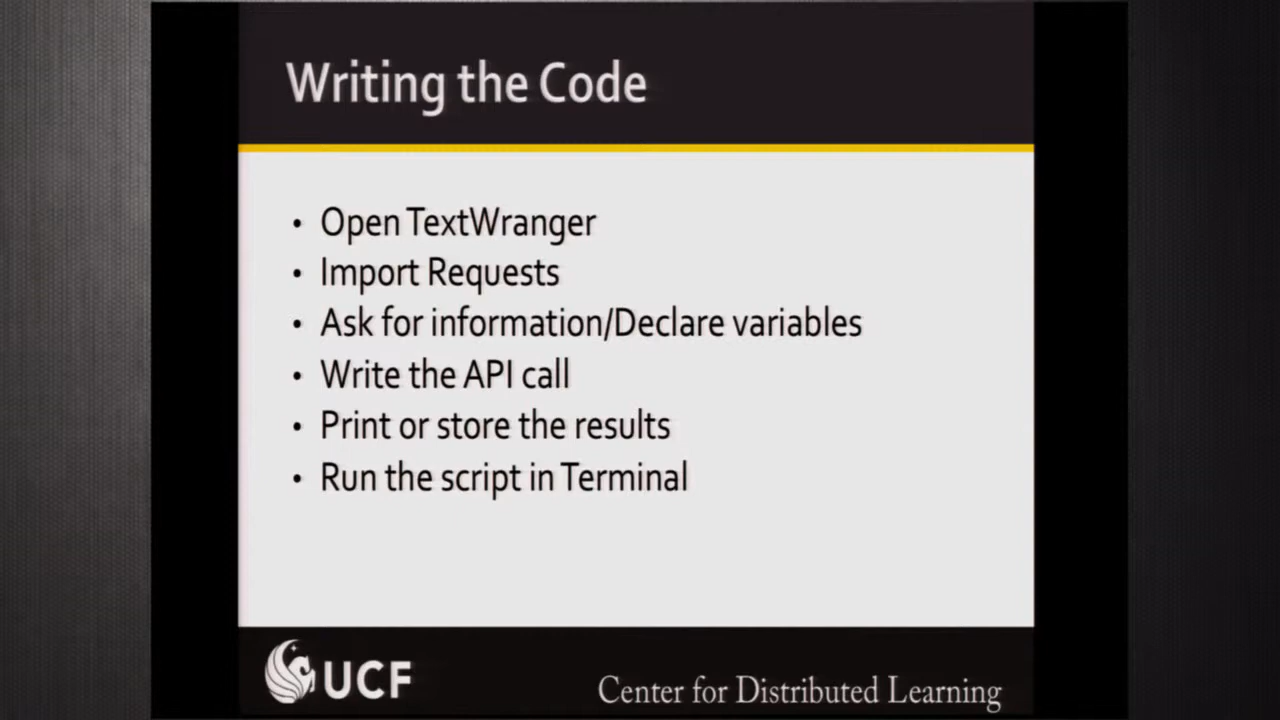 Writing the Code
• Open TextWranger
• Import Requests
• Ask for information/Declare variables
• Write the API call
• Print or store the results
• Run the script in Terminal
UCF
Center for Distributed Learning